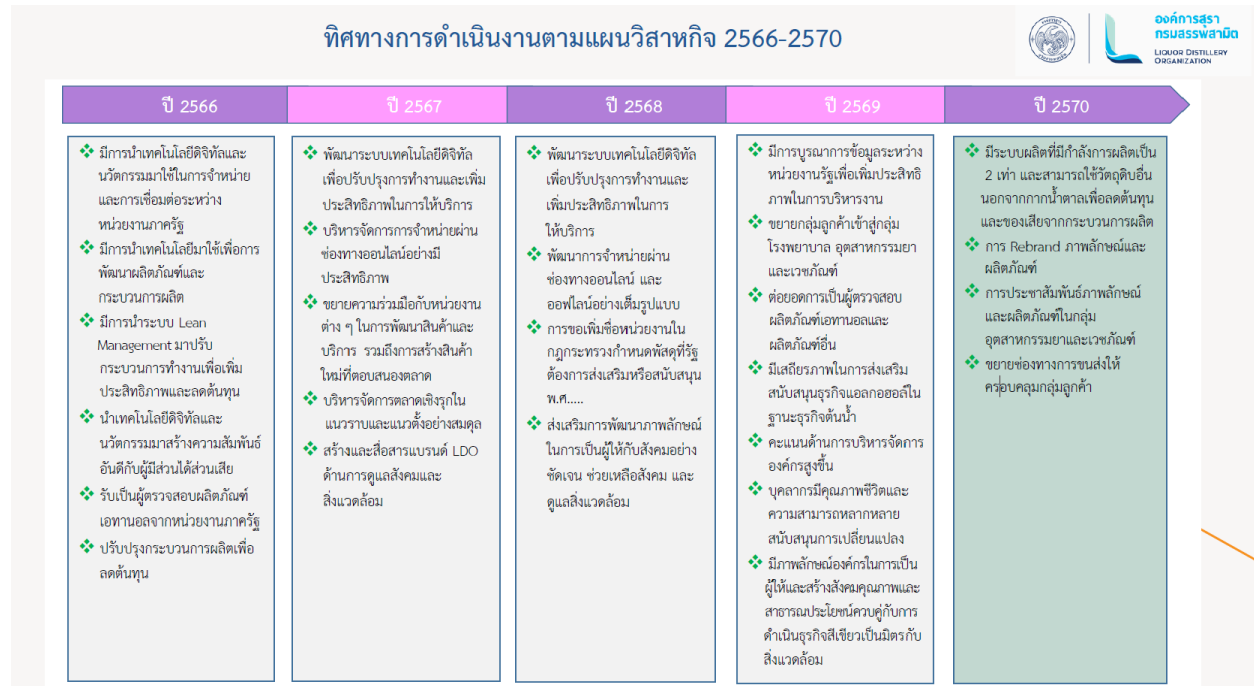 ทิศทางการดำเนินงานตามแผนวิสาหกิจ 2566-2570
องค์การสุรา
กรมสรรพสามิต
LIQUOR DISTILLERY
ORGANIZATION
ปี 2566
❖ มีการนำเทคโนโลยีดิจิทัลและ
นวัตกรรมมาใช้ในการจำหน่าย
และการเชื่อมต่อระหว่าง
หน่วยงานภาครัฐ
❖ มีการนำเทคโนโลยีมาใช้เพื่อการ
พัฒนาผลิตภัณฑ์และ
กระบวนการผลิต
❖ มีการนำระบบ Lean
Management มาปรับ
กระบวนการทำงานเพื่อเพิ่ม
ประสิทธิภาพและลดต้นทุน
❖ นำเทคโนโลยีดิจิทัลและ
นวัตกรรมมาสร้างความสัมพันธ์
อันดีกับผู้มีส่วนได้ส่วนเสีย
❖ รับเป็นผู้ตรวจสอบผลิตภัณฑ์
เอทานอลจากหน่วยงานภาครัฐ
❖ ปรับปรุงกระบวนการผลิตเพื่อ
ลดต้นทุน
ปี 2567
❖ พัฒนาระบบเทคโนโลยีดิจิทัล
เพื่อปรับปรุงการทำงานและเพิ่ม
ประสิทธิภาพในการให้บริการ
❖ บริหารจัดการการจำหน่ายผ่าน
ช่องทางออนไลน์อย่างมี
ประสิทธิภาพ
❖ ขยายความร่วมมือกับหน่วยงาน
ต่าง ๆ ในการพัฒนาสินค้าและ
บริการ รวมถึงการสร้างสินค้า
ใหม่ที่ตอบสนองตลาด
❖ บริหารจัดการตลาดเชิงรุกใน
แนวราบและแนวตั้งอย่างสมดุล
❖ สร้างและสื่อสารแบรนด์ LDO
ด้านการดูแลสังคมและ
สิ่งแวดล้อม
ปี 2568
❖ พัฒนาระบบเทคโนโลยีดิจิทัล
เพื่อปรับปรุงการทำงานและ
เพิ่มประสิทธิภาพในการ
ให้บริการ
❖ พัฒนาการจำหน่ายผ่าน
ช่องทางออนไลน์ และ
ออฟไลน์อย่างเต็มรูปแบบ
❖ การขอเพิ่มชื่อหน่วยงานใน
กฎกระทรวงกำหนดพัสดุที่รัฐ
ต้องการส่งเสริมหรือสนับสนุน
พ.ศ.....
❖ ส่งเสริมการพัฒนาภาพลักษณ์
ในการเป็นผู้ให้กับสังคมอย่าง
ชัดเจน ช่วยเหลือสังคม และ
ดูแลสิ่งแวดล้อม
ปี 2569
❖ มีการบูรณาการข้อมูลระหว่าง
หน่วยงานรัฐเพื่อเพิ่มประสิทธิ
ภาพในการบริหารงาน
❖ ขยายกลุ่มลูกค้าเข้าสู่กลุ่ม
โรงพยาบาล อุตสาหกรรมยา
และเวชภัณฑ์
❖ ต่อยอดการเป็นผู้ตรวจสอบ
ผลิตภัณฑ์เอทานอลและ
ผลิตภัณฑ์อื่น
❖ มีเสถียรภาพในการส่งเสริม
สนับสนุนธุรกิจแอลกอฮอล์ใน
ฐานะธุรกิจต้นน้ำ
❖ คะแนนด้านการบริหารจัดการ
องค์กรสูงขึ้น
❖ บุคลากรมีคุณภาพชีวิตและ
ความสามารถหลากหลาย
สนับสนุนการเปลี่ยนแปลง
❖ มีภาพลักษณ์องค์กรในการเป็น
ผู้ให้และสร้างสังคมคุณภาพและ
สาธารณประโยชน์ควบคู่กับการ
ดำเนินธุรกิจสีเขียวเป็นมิตรกับ
สิ่งแวดล้อม
ปี 2570
❖ มีระบบผลิตที่มีกำลังการผลิตเป็น
2 เท่า และสามารถใช้วัตถุดิบอื่น
นอกจากกากน้ำตาลเพื่อลดต้นทุน
และของเสียจากกระบวนการผลิต
❖ การ Rebrand ภาพลักษณ์และ
ผลิตภัณฑ์
❖ การประชาสัมพันธ์ภาพลักษณ์
และผลิตภัณฑ์ในกลุ่ม
อุตสาหกรรมยาและเวชภัณฑ์
❖ ขยายช่องทางการขนส่งให้
ครอบคลุมกลุ่มลูกค้า